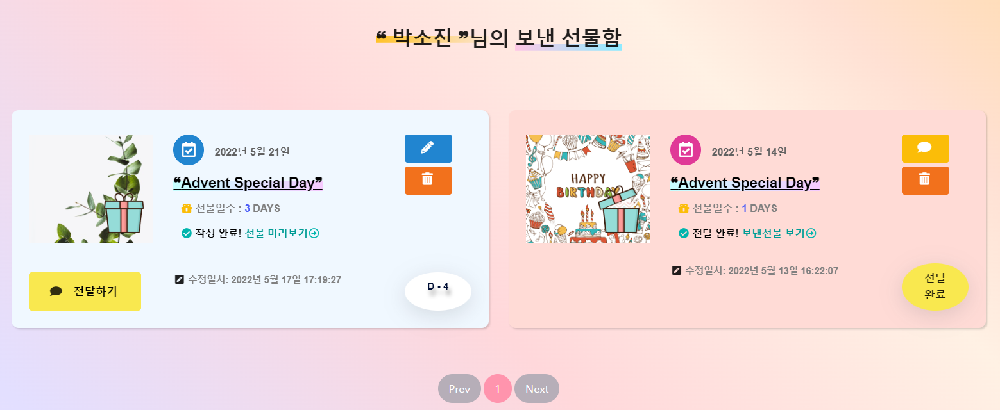 ❝ 박소진 ❞님의 보낸 선물함
2022년 5월 21일
❝Advent Special Day❞
선물일수 : 3 DAYS
작성 완료! 선물 미리보기
전달하기
수정일시: 2022년 5월 17일 17:19:27
D - 4
HAPPY
BIRTHDAY
2022년 5월 14일
❝Advent Special Day❞
선물일수 : 1 DAYS
전달 완료! 보낸선물 보기
수정일시: 2022년 5월 13일 16:22:07
전달
완료
Prev
1
Next